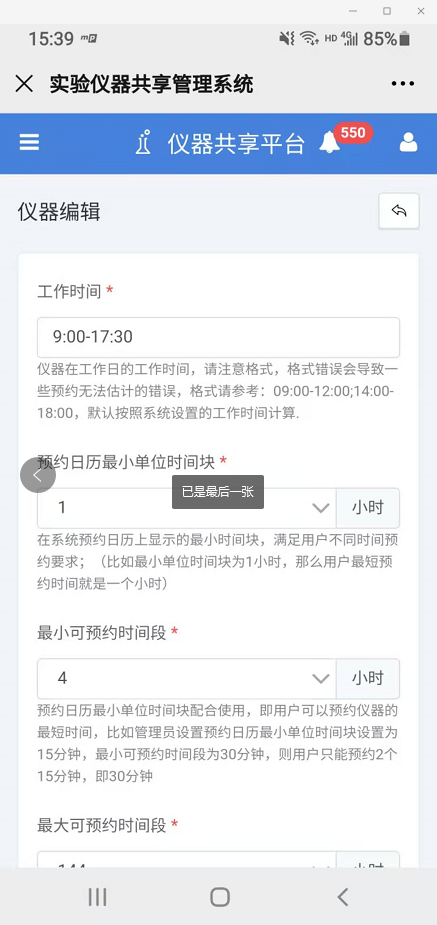 15:39
HD 4G 85%
实验仪器共享管理系统
仪器共享平台 550
仪器编辑
工作时间 *
9:00-17:30
仪器在工作日的工作时间，请注意格式，格式错误会导致一
些预约无法估计的错误，格式请参考：09:00-12:00;14:00-
18:00，默认按照系统设置的工作时间计算.
预约日历最小单位时间块 *
已是最后一张
1 小时
在系统预约日历上显示的最小时间块，满足用户不同时间预
约要求；（比如最小单位时间块为1小时，那么用户最短预
约时间就是一个小时）
最小可预约时间段 *
4 小时
预约日历最小单位时间块配合使用，即用户可以预约仪器的
最短时间，比如管理员设置预约日历最小单位时间块设置为
15分钟，最小可预约时间段为30分钟，则用户只能预约2个
15分钟，即30分钟
最大可预约时间段 *
144 小时